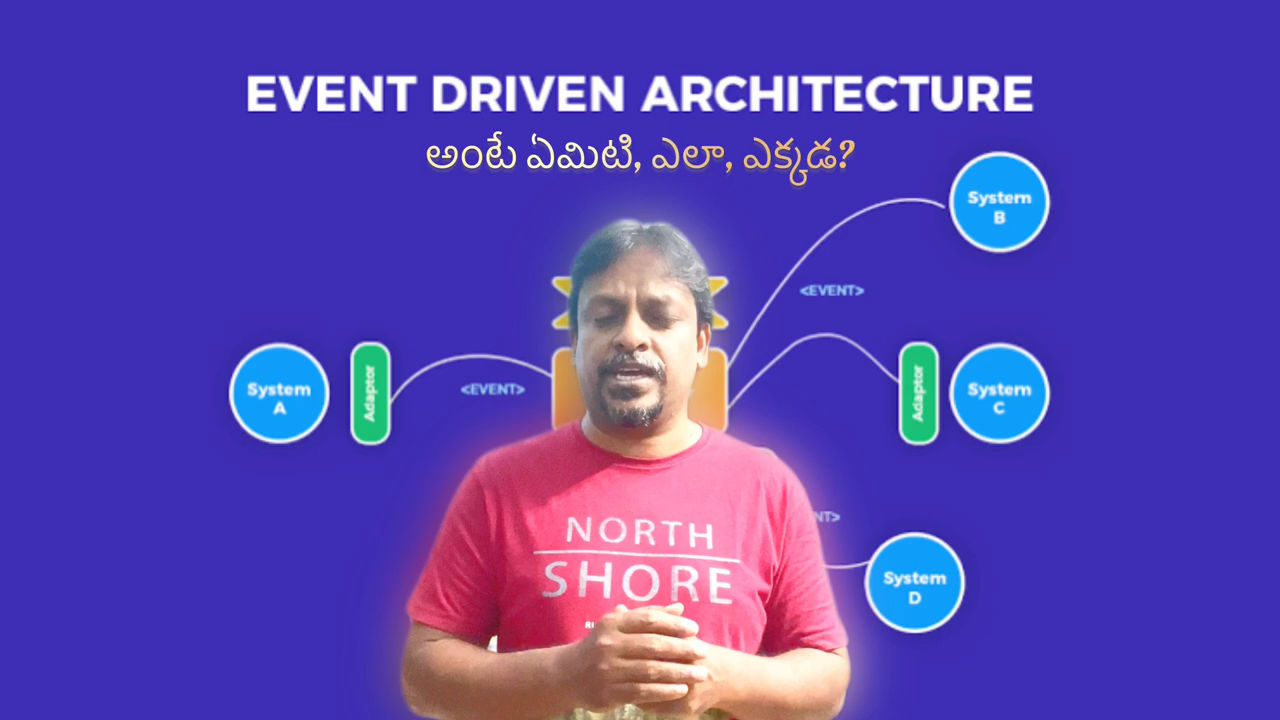 EVENT DRIVEN ARCHITECTURE
అంటే ఏమిటి, ఎలా, ఎక్కడ?
System
B
<EVENT>
System
A
Adaptor
<EVENT>
Adaptor
System
C
NORTH
SHORE
System
D